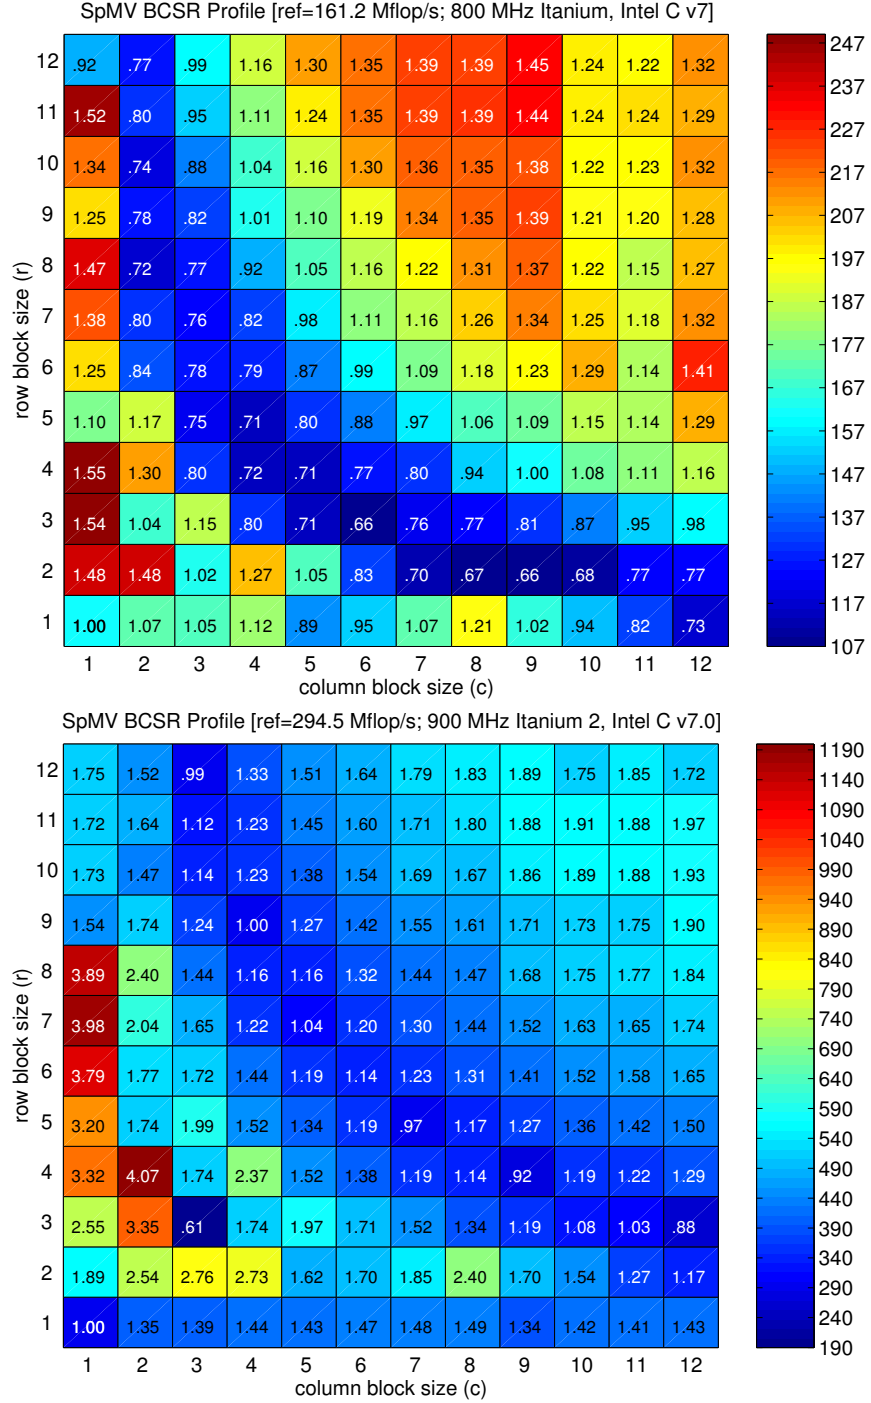 SpMV BCSR Profile [ref=161.2 Mflop/s; 800 MHz Itanium, Intel C v7]
12 .92 .77 .99 1.16 1.30 1.35 1.39 1.39 1.45 1.24 1.22 1.32
11 1.52 .80 .95 1.11 1.24 1.35 1.39 1.39 1.44 1.24 1.24 1.29
10 1.34 .74 .88 1.04 1.16 1.30 1.36 1.35 1.38 1.22 1.23 1.32
9 1.25 .78 .82 1.01 1.10 1.19 1.34 1.35 1.39 1.21 1.20 1.28
8 1.47 .72 .77 .92 1.05 1.16 1.22 1.31 1.37 1.22 1.15 1.27
7 1.38 .80 .76 .82 .98 1.11 1.16 1.26 1.34 1.25 1.18 1.32
6 1.25 .84 .78 .79 .87 .99 1.09 1.18 1.23 1.29 1.14 1.41
5 1.10 1.17 .75 .71 .80 .88 .97 1.06 1.09 1.15 1.14 1.29
4 1.55 1.30 .80 .72 .71 .77 .80 .94 1.00 1.08 1.11 1.16
3 1.54 1.04 1.15 .80 .71 .66 .76 .77 .81 .87 .95 .98
2 1.48 1.48 1.02 1.27 1.05 .83 .70 .67 .66 .68 .77 .77
1 1.00 1.07 1.05 1.12 .89 .95 1.07 1.21 1.02 .94 .82 .73
1 2 3 4 5 6 7 8 9 10 11 12
column block size (c)
row block size (r)
247
237
227
217
207
197
187
177
167
157
147
137
127
117
107
SpMV BCSR Profile [ref=294.5 Mflop/s; 900 MHz Itanium 2, Intel C v7.0]
12 1.75 1.52 .99 1.33 1.51 1.64 1.79 1.83 1.89 1.75 1.85 1.72
11 1.72 1.64 1.12 1.23 1.45 1.60 1.71 1.80 1.88 1.91 1.88 1.97
10 1.73 1.47 1.14 1.23 1.38 1.54 1.69 1.67 1.86 1.89 1.88 1.93
9 1.54 1.74 1.24 1.00 1.27 1.42 1.55 1.61 1.71 1.73 1.75 1.90
8 3.89 2.40 1.44 1.16 1.16 1.32 1.44 1.47 1.68 1.75 1.77 1.84
7 3.98 2.04 1.65 1.22 1.04 1.20 1.30 1.44 1.52 1.63 1.65 1.74
6 3.79 1.77 1.72 1.44 1.19 1.14 1.23 1.31 1.41 1.52 1.58 1.65
5 3.20 1.74 1.99 1.52 1.34 1.19 .97 1.17 1.27 1.36 1.42 1.50
4 3.32 4.07 1.74 2.37 1.52 1.38 1.19 1.14 .92 1.19 1.22 1.29
3 2.55 3.35 .61 1.74 1.97 1.71 1.52 1.34 1.19 1.08 1.03 .88
2 1.89 2.54 2.76 2.73 1.62 1.70 1.85 2.40 1.70 1.54 1.27 1.17
1 1.00 1.35 1.39 1.44 1.43 1.47 1.48 1.49 1.34 1.42 1.41 1.43
1 2 3 4 5 6 7 8 9 10 11 12
column block size (c)
row block size (r)
1190
1140
1090
1040
990
940
890
840
790
740
690
640
590
540
490
440
390
340
290
240
190